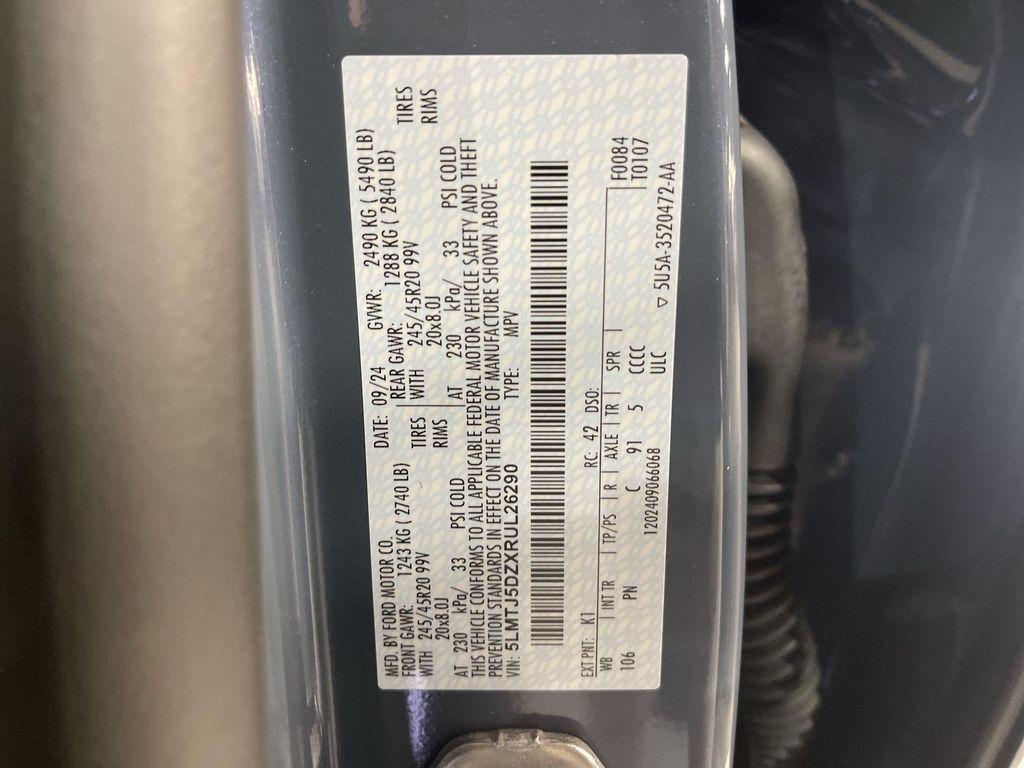 MFD. BY FORD MOTOR CO.
DATE: 09/24 GVWR: 2490 KG ( 5490 LB)
FRONT GAWR: 1243 KG ( 2740 LB) REAR GAWR: 1288 KG ( 2840 LB)
WITH 245/45R20 99V TIRES WITH 245/45R20 99V TIRES
20x8.0J RIMS 20x8.0J RIMS
AT 230 kPa/ 33 PSI COLD AT 230 kPa/ 33 PSI COLD
THIS VEHICLE CONFORMS TO ALL APPLICABLE FEDERAL MOTOR VEHICLE SAFETY AND THEFT
PREVENTION STANDARDS IN EFFECT ON THE DATE OF MANUFACTURE SHOWN ABOVE.
VIN: 5LMTJ5DZXRUL26290 TYPE: MPV
EXT PNT: K1 RC: 42 DSO: F0084
WB INT TR TP/PS R AXLE TR SPR T0107
106 PN C 91 5 CCCC
ULC
1202409066068 ▽ 5U5A-3520472-AA